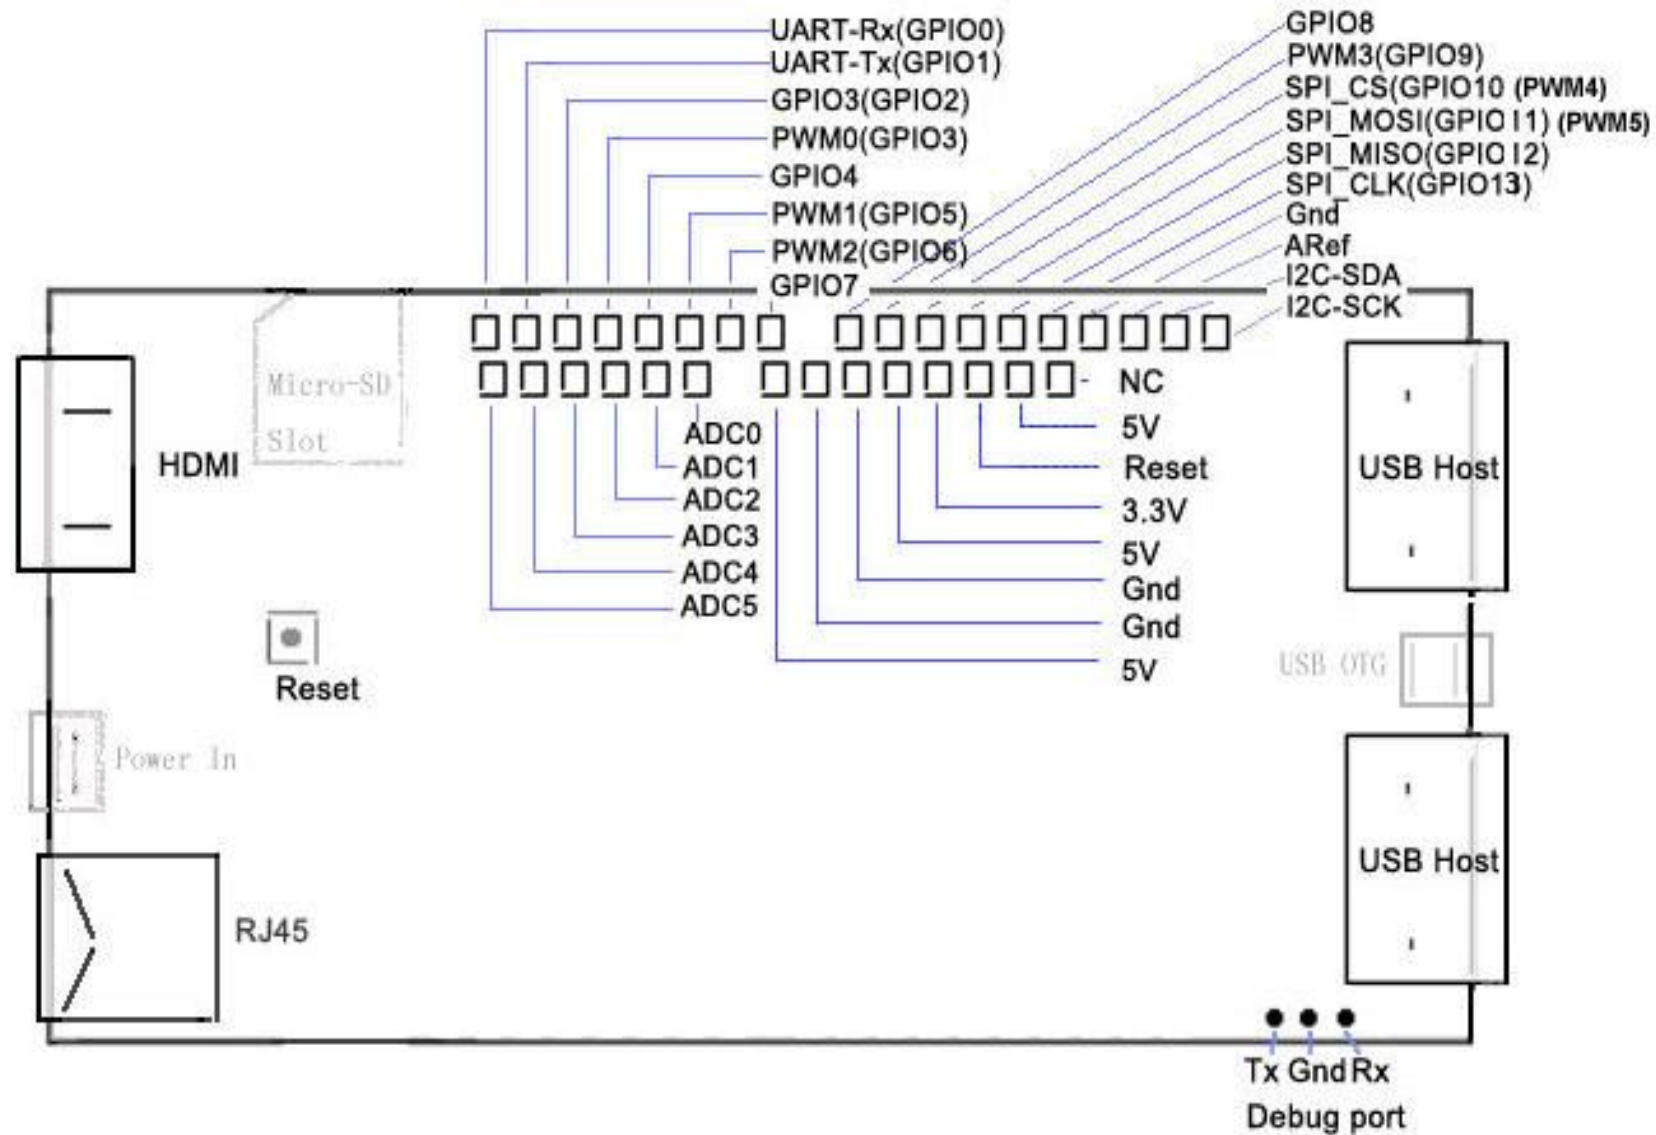 UART-Rx(GPIO0)
UART-Tx(GPIO1)
GPIO3(GPIO2)
PWM0(GPIO3)
GPIO4
PWM1(GPIO5)
PWM2(GPIO6)
GPIO7
GPIO8
PWM3(GPIO9)
SPI_CS(GPIO10 (PWM4)
SPI_MOSI(GPIO11) (PWM5)
SPI_MISO(GPIO12)
SPI_CLK(GPIO13)
Gnd
ARef
I2C-SDA
I2C-SCK
Micro-SD
Slot
HDMI
ADC0
ADC1
ADC2
ADC3
ADC4
ADC5
NC
5V
Reset
3.3V
5V
Gnd
Gnd
5V
USB Host
Reset
USB OTG
Power In
USB Host
RJ45
Tx Gnd Rx
Debug port